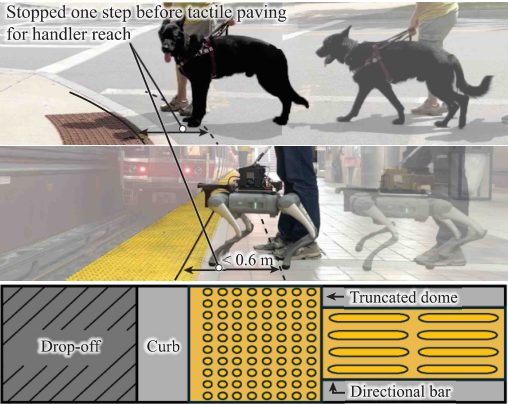 Stopped one step before tactile paving
for handler reach
< 0.6 m
Truncated dome
Drop-off
Curb
Directional bar